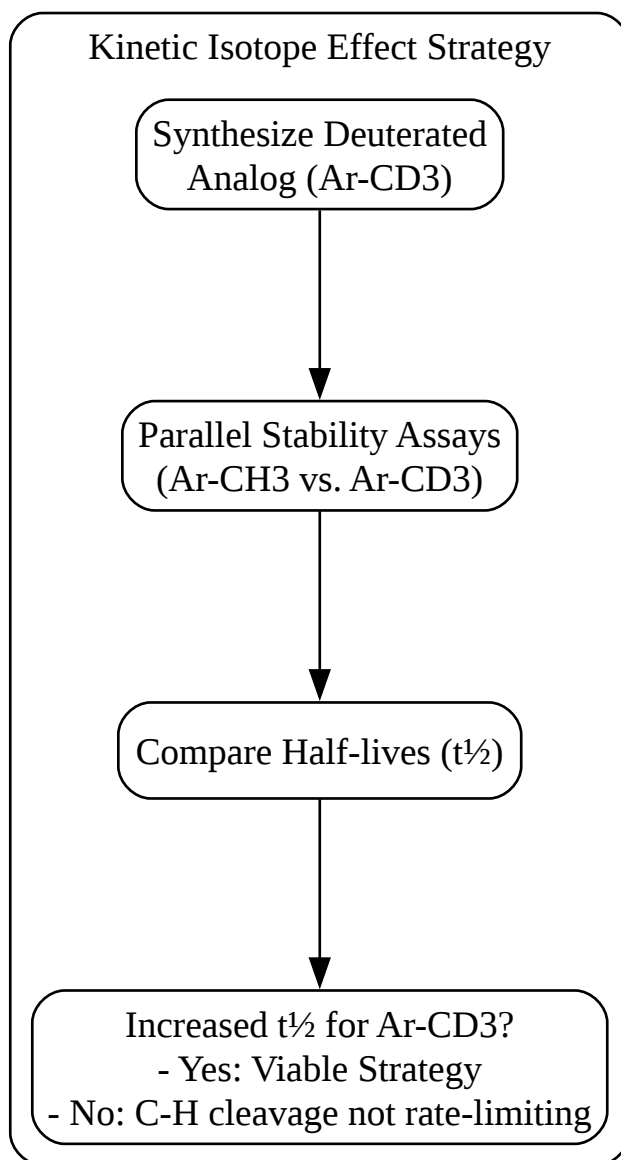 Kinetic Isotope Effect Strategy
Synthesize Deuterated
Analog (Ar-CD3)
Parallel Stability Assays
(Ar-CH3 vs. Ar-CD3)
Compare Half-lives (t½)
Increased t½ for Ar-CD3?
- Yes: Viable Strategy
- No: C-H cleavage not rate-limiting